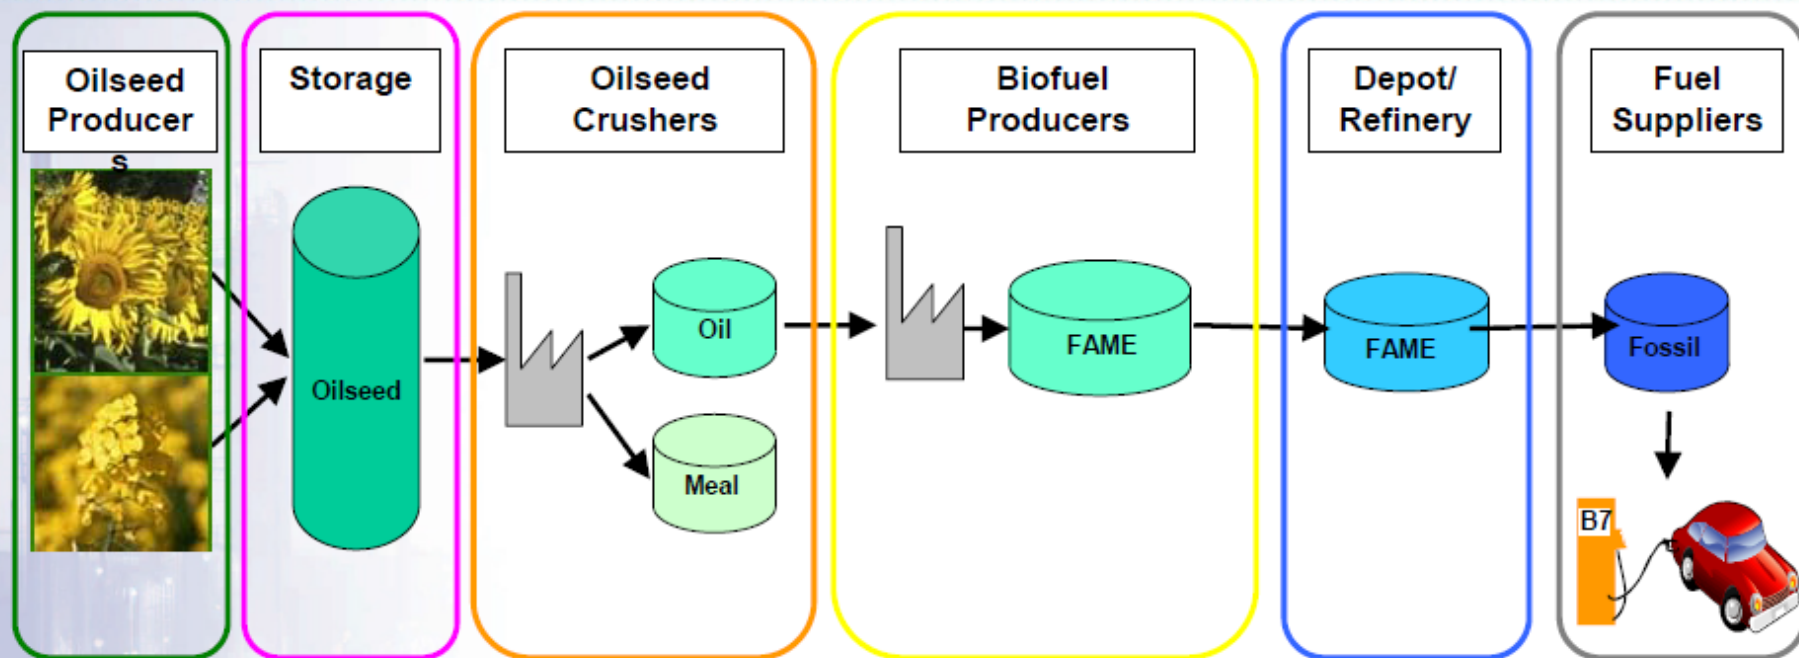 Oilseed
Producer
s
Storage
Oilseed
Crushers
Biofuel
Producers
Depot/
Refinery
Fuel
Suppliers
Oilseed
Oil
Meal
FAME
FAME
Fossil
B7